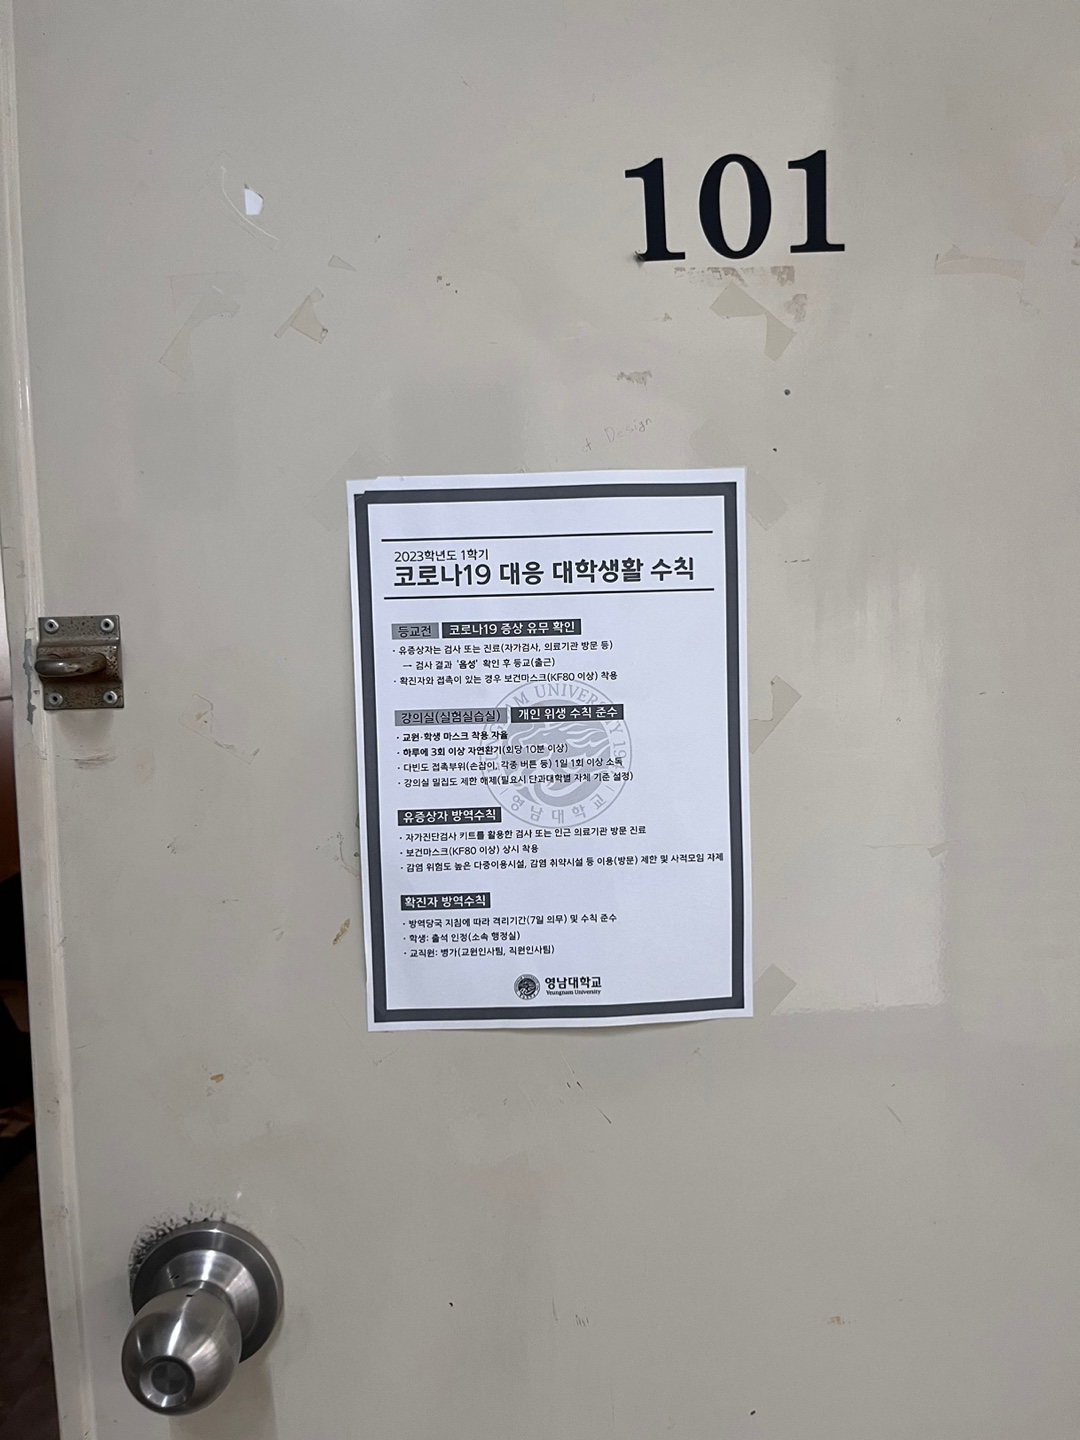 101
Design
2023학년도 1학기
코로나19 대응 대학생활 수칙
등교전 코로나19 증상 유무 확인
· 유증상자는 검사 또는 진료(자가검사, 의료기관 방문 등)
→ 검사 결과 '음성' 확인 후 등교(출근)
· 확진자와 접촉이 있는 경우 보건마스크(KF80 이상) 착용
강의실(실험실습실) 개인 위생 수칙 준수
· 교원·학생 마스크 착용 자율
· 하루에 3회 이상 자연환기(회당 10분 이상)
· 다빈도 접촉부위(손잡이, 각종 버튼 등) 1일 1회 이상 소독
· 강의실 밀집도 제한 해제(필요시 단과대학별 자체 기준 설정)
유증상자 방역수칙
· 자가진단검사 키트를 활용한 검사 또는 인근 의료기관 방문 진료
· 보건마스크(KF80 이상) 상시 착용
· 감염 위험도 높은 다중이용시설, 감염 취약시설 등 이용(방문) 제한 및 사적모임 자제
확진자 방역수칙
· 방역당국 지침에 따라 격리기간(7일 의무) 및 수칙 준수
· 학생: 출석 인정(소속 행정실)
· 교직원: 병가(교원인사팀, 직원인사팀)
영남대학교
Yeungnam University
UNIVERSITY
영남대학교